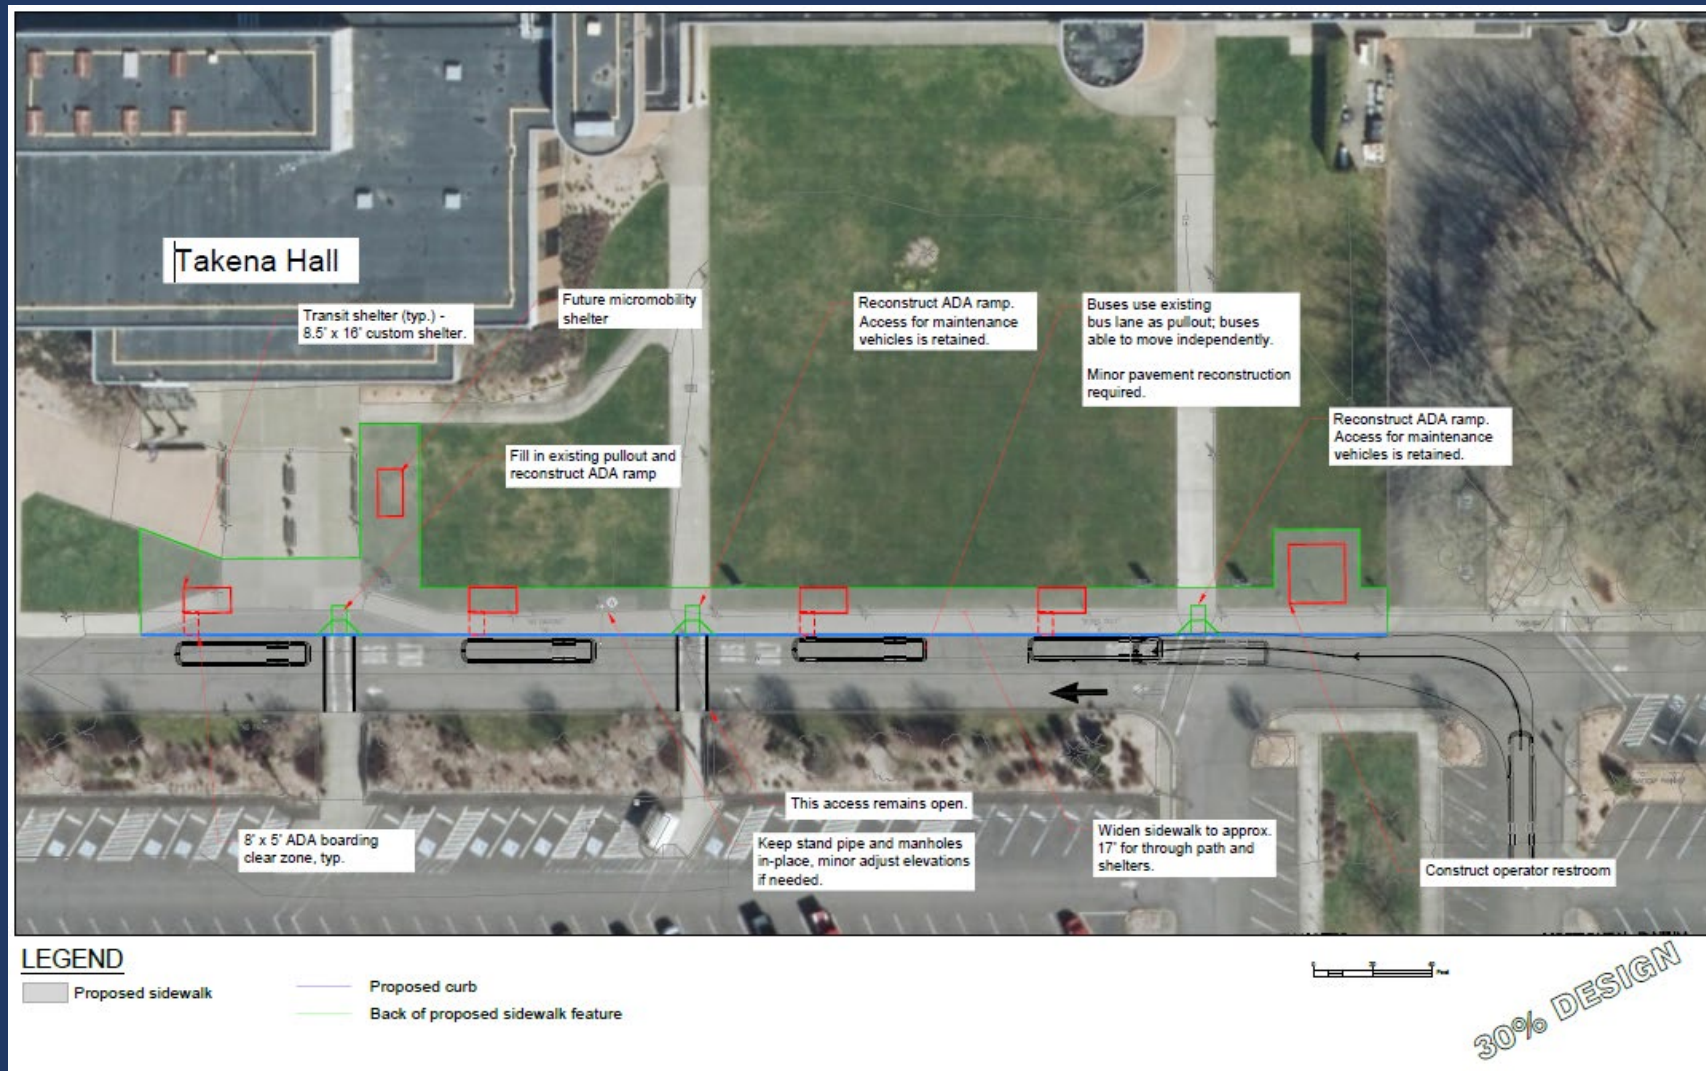 Takena Hall
Transit shelter (typ.) -
8.5' x 16' custom shelter.
Future micromobility
shelter
Reconstruct ADA ramp.
Access for maintenance
vehicles is retained.
Buses use existing
bus lane as pullout; buses
able to move independently.
Minor pavement reconstruction
required.
Reconstruct ADA ramp.
Access for maintenance
vehicles is retained.
Fill in existing pullout and
reconstruct ADA ramp
8' x 5' ADA boarding
clear zone, typ.
This access remains open.
Keep stand pipe and manholes
in-place, minor adjust elevations
if needed.
Widen sidewalk to approx.
17' for through path and
shelters.
Construct operator restroom
LEGEND
Proposed sidewalk
Proposed curb
Back of proposed sidewalk feature
Feet
30% DESIGN